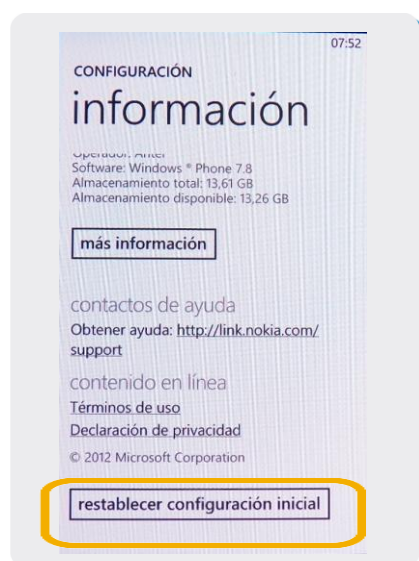 07:52
CONFIGURACIÓN
información
Operador: Antel
Software: Windows ® Phone 7.8
Almacenamiento total: 13,61 GB
Almacenamiento disponible: 13,26 GB
más información
contactos de ayuda
Obtener ayuda: http://link.nokia.com/
support
contenido en línea
Términos de uso
Declaración de privacidad
© 2012 Microsoft Corporation
restablecer configuración inicial